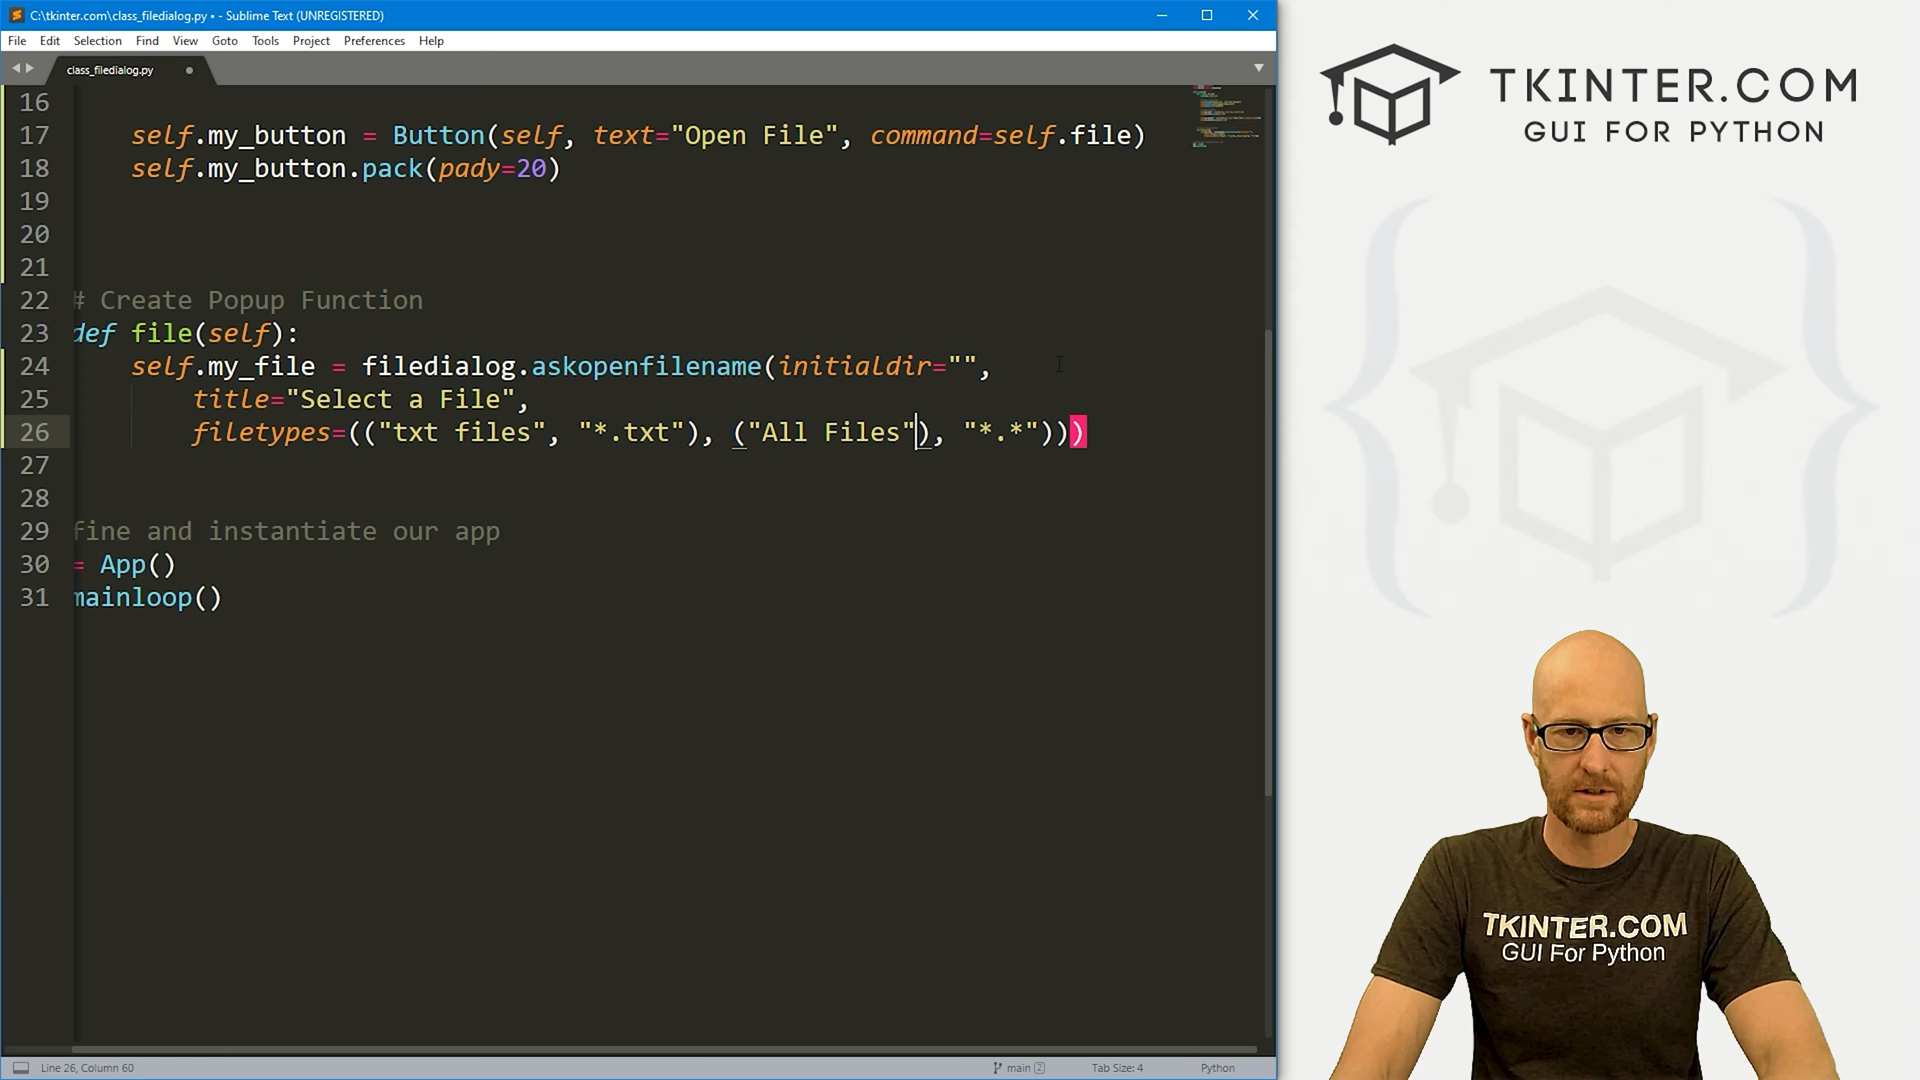 C:\tkinter.com\class_filedialog.py • - Sublime Text (UNREGISTERED)
File Edit Selection Find View Goto Tools Project Preferences Help
class_filedialog.py
16
17 self.my_button = Button(self, text="Open File", command=self.file)
18 self.my_button.pack(pady=20)
19
20
21
22 # Create Popup Function
23 def file(self):
24 self.my_file = filedialog.askopenfilename(initialdir="",
25 title="Select a File",
26 filetypes=(("txt files", "*.txt"), ("All Files"), "*.*")))
27
28
29 fine and instantiate our app
30 = App()
31 mainloop()
Line 26, Column 60
main 2
Tab Size: 4
Python
TKINTER.COM
GUI FOR PYTHON
TKINTER.COM
GUI For Python